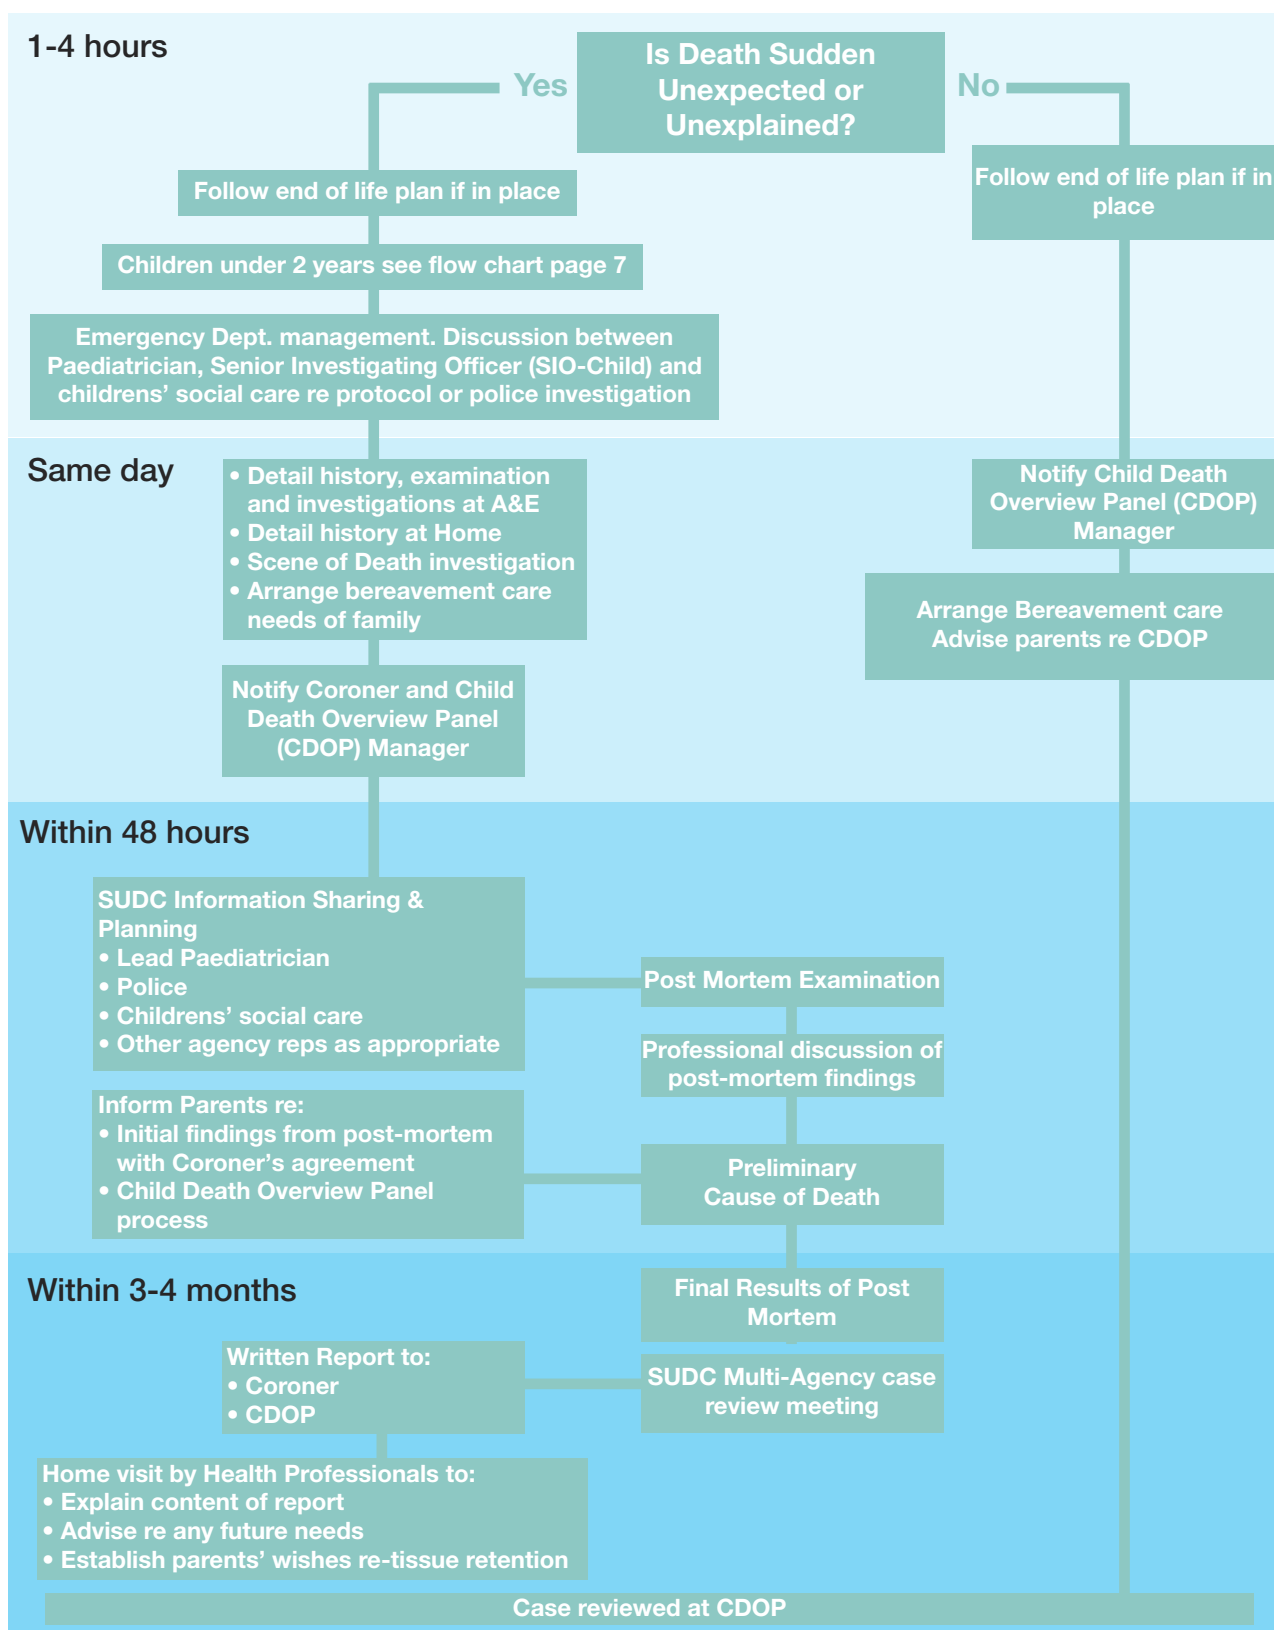 1-4 hours
Is Death Sudden
Unexpected or
Unexplained?
Yes
No
Follow end of life plan if in place
Follow end of life plan if in
place
Children under 2 years see flow chart page 7
Emergency Dept. management. Discussion between
Paediatrician, Senior Investigating Officer (SIO-Child) and
childrens’ social care re protocol or police investigation
Same day
• Detail history, examination
and investigations at A&E
• Detail history at Home
• Scene of Death investigation
• Arrange bereavement care
needs of family
Notify Child Death
Overview Panel (CDOP)
Manager
Arrange Bereavement care
Advise parents re CDOP
Notify Coroner and Child
Death Overview Panel
(CDOP) Manager
Within 48 hours
SUDC Information Sharing &
Planning
• Lead Paediatrician
• Police
• Childrens’ social care
• Other agency reps as appropriate
Post Mortem Examination
Professional discussion of
post-mortem findings
Inform Parents re:
• Initial findings from post-mortem
with Coroner’s agreement
• Child Death Overview Panel
process
Preliminary
Cause of Death
Within 3-4 months
Final Results of Post
Mortem
Written Report to:
• Coroner
• CDOP
SUDC Multi-Agency case
review meeting
Home visit by Health Professionals to:
• Explain content of report
• Advise re any future needs
• Establish parents’ wishes re-tissue retention
Case reviewed at CDOP